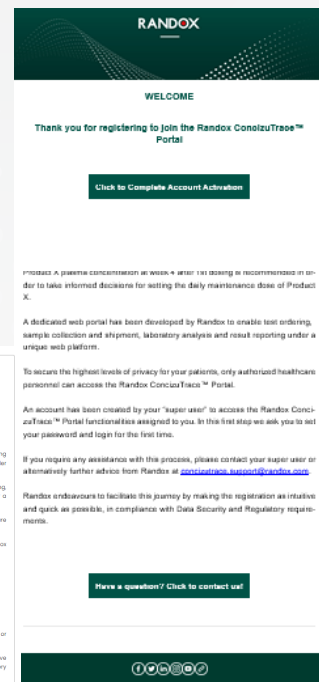 RANDOX
WELCOME
Thank you for registering to join the Randox ConcizuTrace™
Portal
Click to Complete Account Activation
Product X plasma concentration at week 4 after 1st dosing is recommended in or-
der to take informed decisions for setting the daily maintenance dose of Product
X.
A dedicated web portal has been developed by Randox to enable test ordering,
sample collection and shipment, laboratory analysis and result reporting under a
unique web platform.
To secure the highest levels of privacy for your patients, only authorized healthcare
personnel can access the Randox ConcizuTrace™ Portal.
An account has been created by your "super user" to access the Randox Conci-
zuTrace™ Portal functionalities assigned to you. In this first step we ask you to set
your password and login for the first time.
If you require any assistance with this process, please contact your super user or
alternatively further advice from Randox at concizutrace.support@randox.com.
Randox endeavours to facilitate this journey by making the registration as intuitive
and quick as possible, in compliance with Data Security and Regulatory require-
ments.
Have a question? Click to contact us!